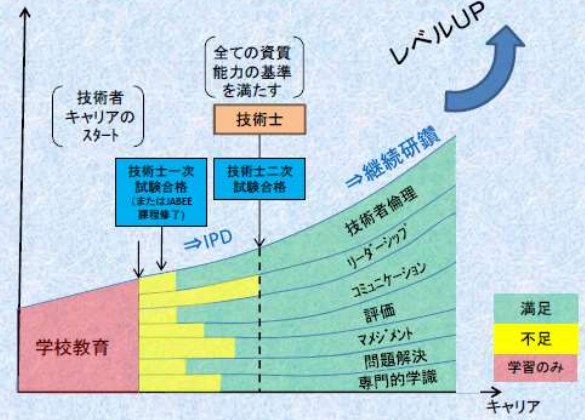 レベルUP
全ての資質
能力の基準
を満たす
技術者
キャリアの
スタート
技術士
技術士一次
試験合格
(またはJABEE
課程修了)
技術士二次
試験合格
⇒継続研鑽
⇒IPD
技術者倫理
リーダーシップ
コミュニケーション
評価
マメジメント
問題解決
専門的学識
学校教育
満足
不足
学習のみ
キャリア